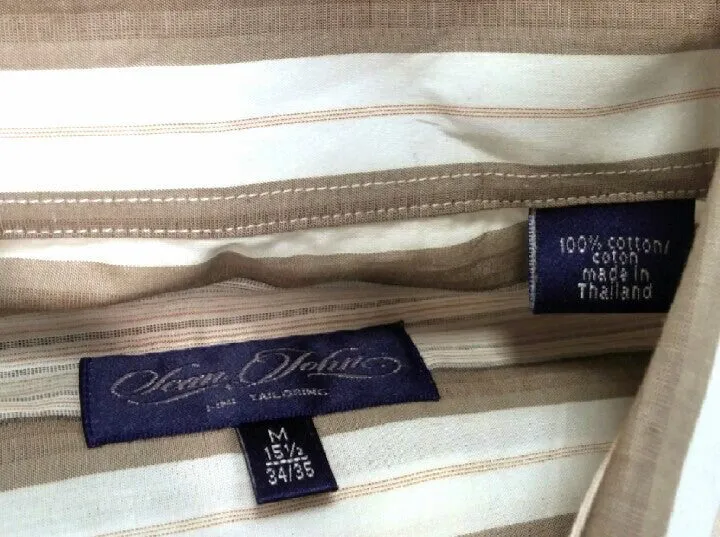 Sean John
FINE TAILORING
M
15½
34/35
100% cotton/
coton
made in
Thailand